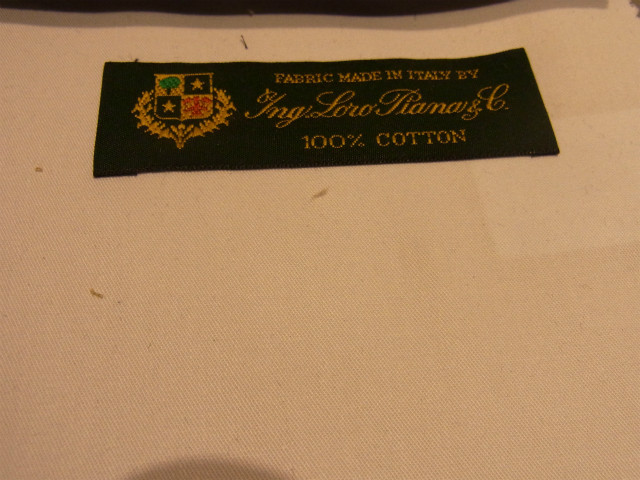 FABRIC MADE IN ITALY BY
Ing. Loro Piana & C.
100% COTTON